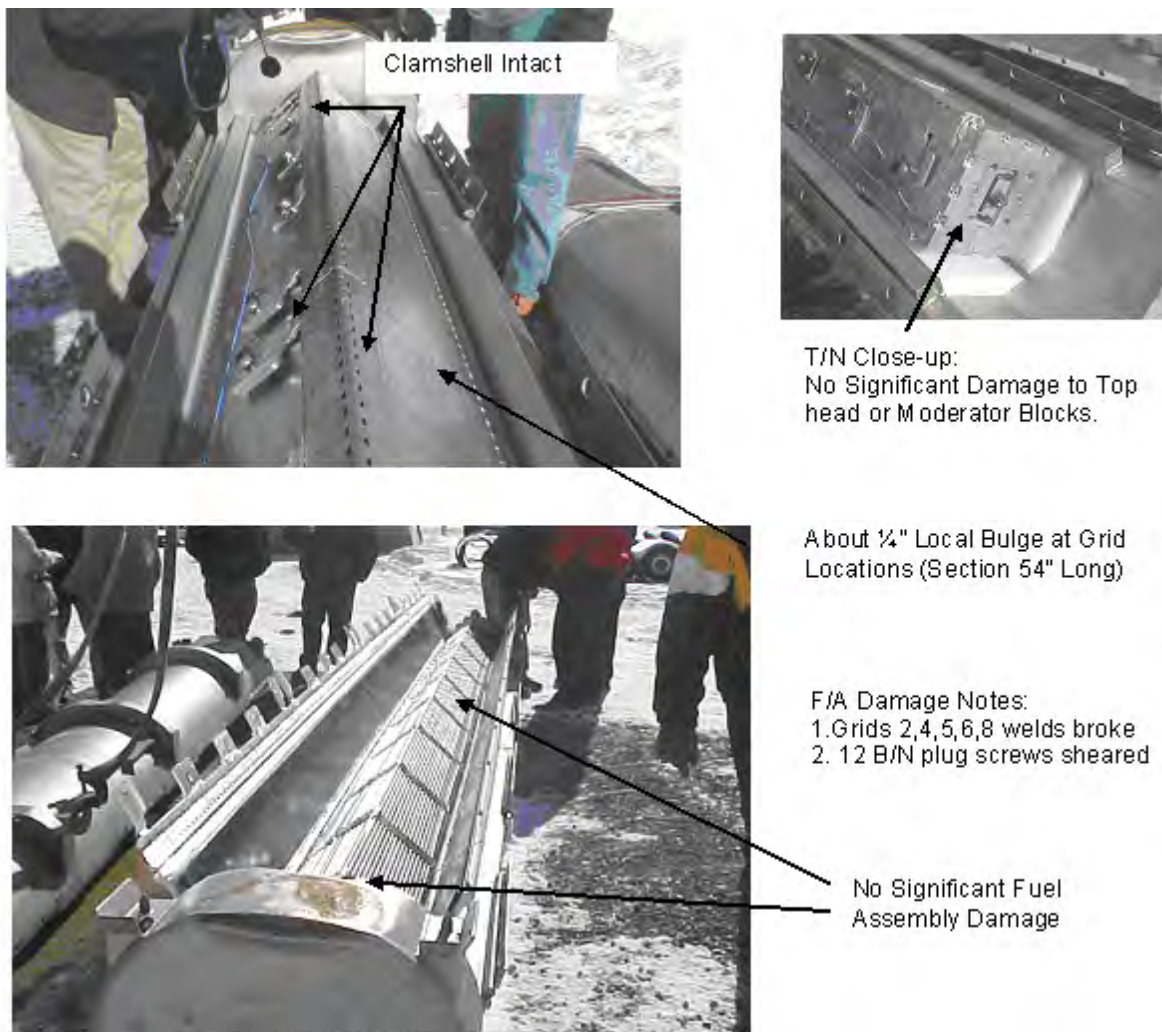 Clamshell Intact
T/N Close-up:
No Significant Damage to Top
head or Moderator Blocks.
About ¼" Local Bulge at Grid
Locations (Section 54" Long)
F/A Damage Notes:
1.Grids 2,4,5,6,8 welds broke
2. 12 B/N plug screws sheared
No Significant Fuel
Assembly Damage